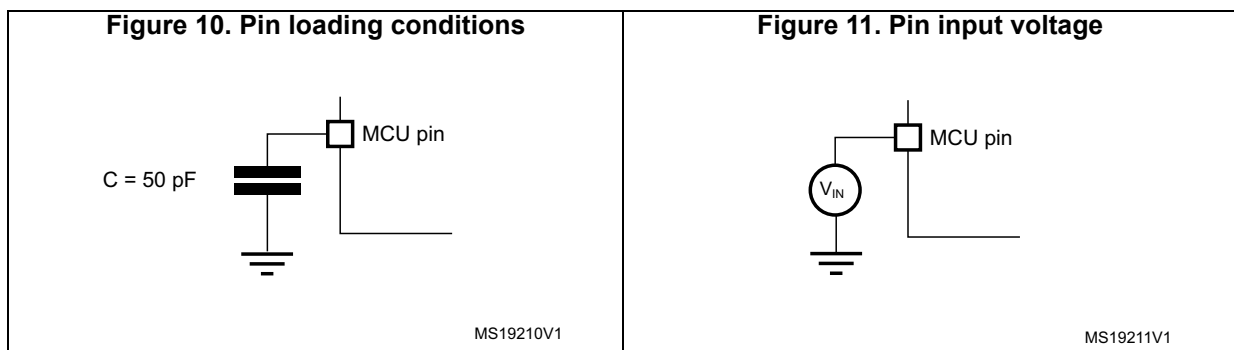 Figure 10. Pin loading conditions
MCU pin
C = 50 pF
MS19210V1
Figure 11. Pin input voltage
MCU pin
VIN
MS19211V1